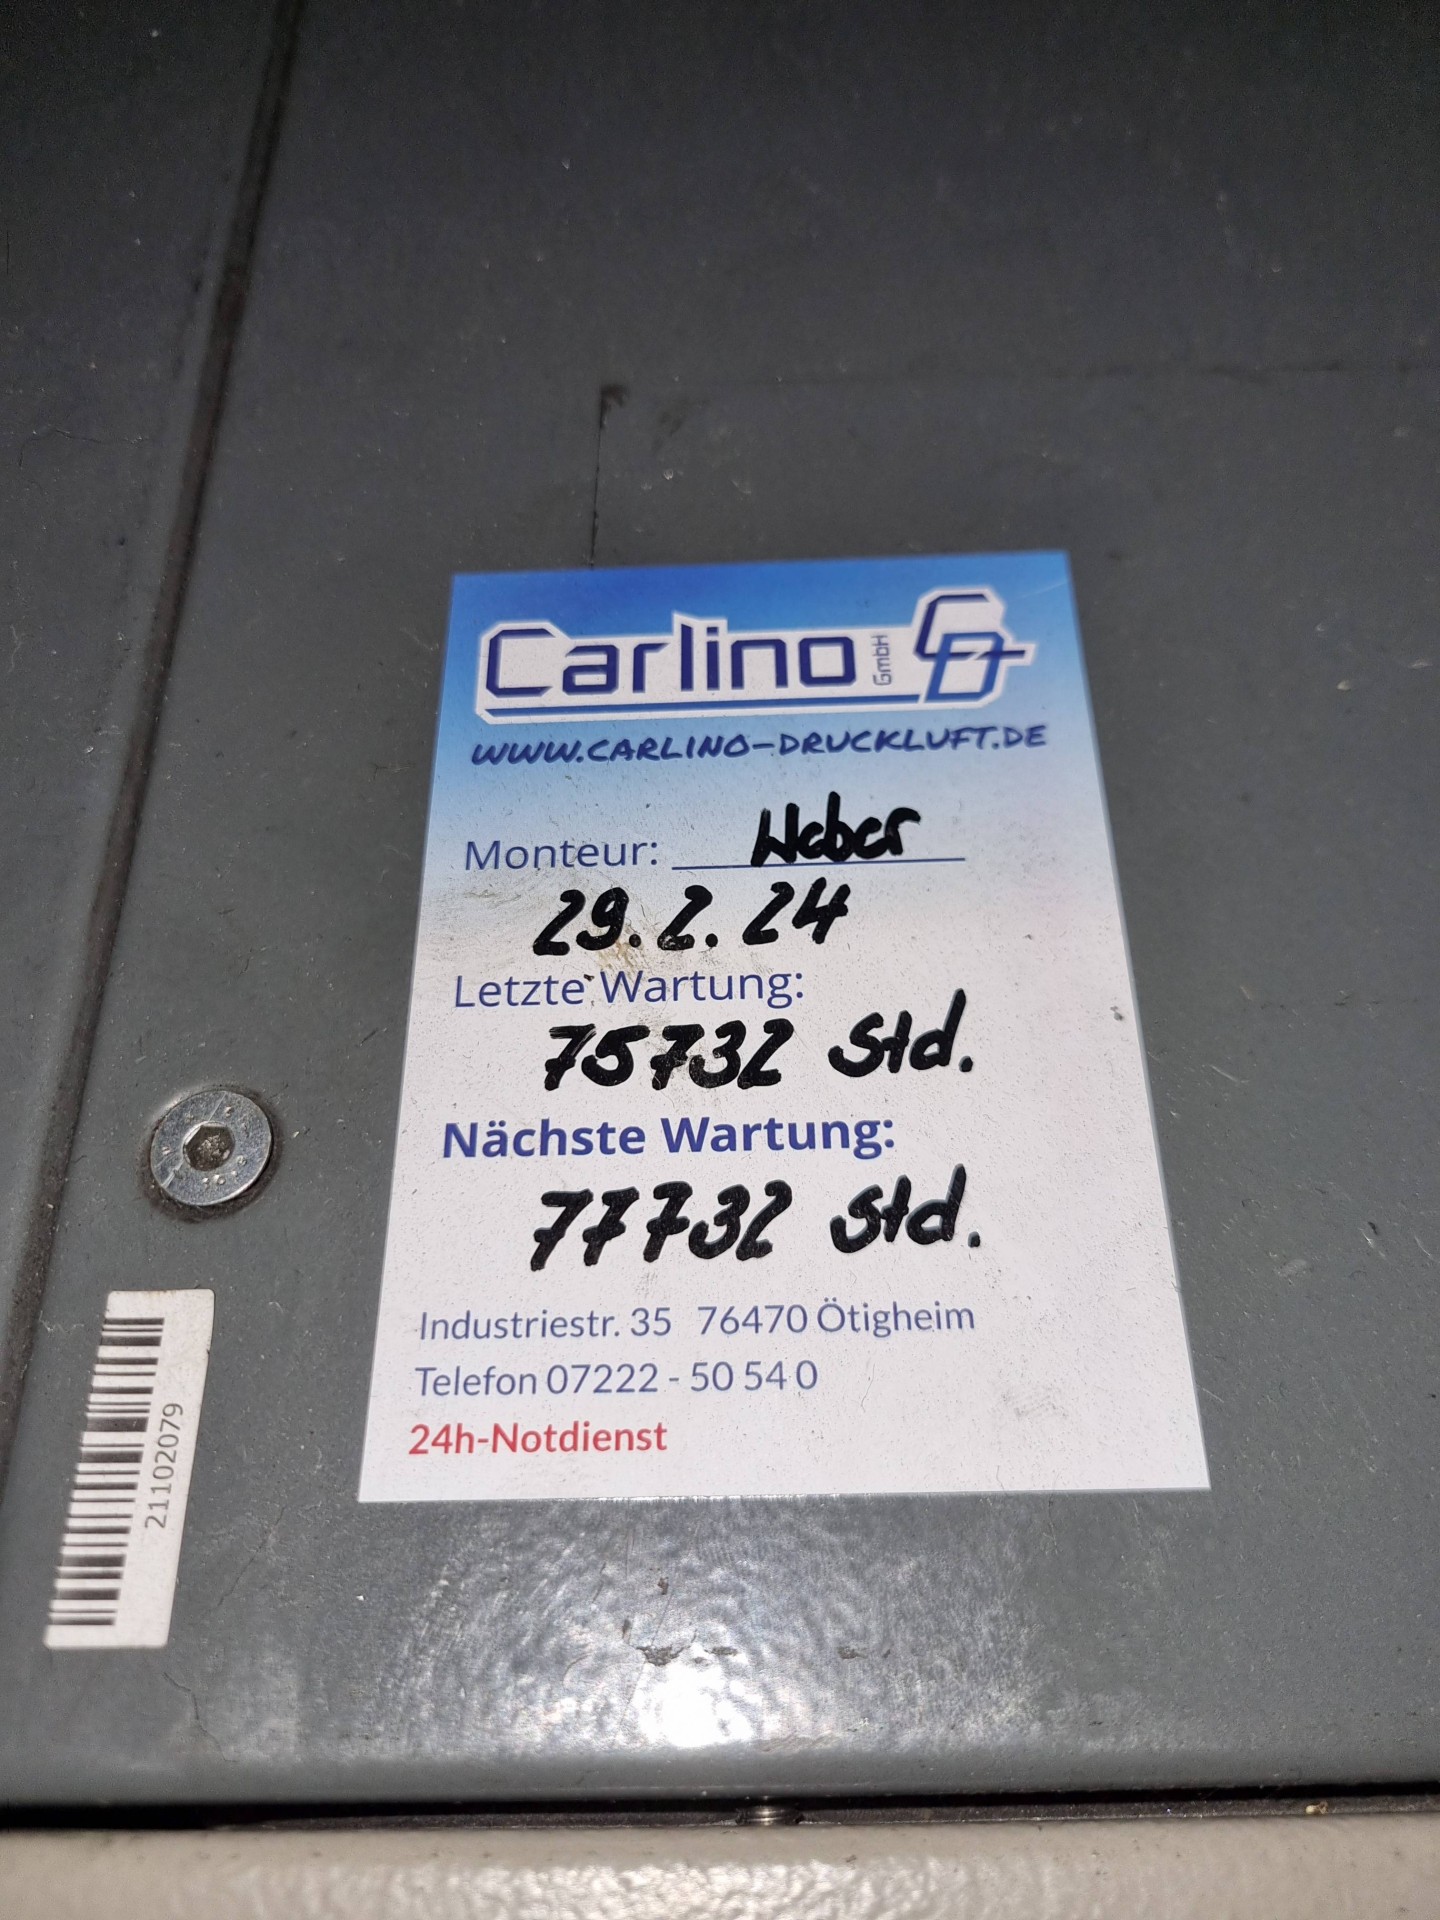 Carlino GmbH CD
WWW.CARLINO-DRUCKLUFT.DE
Monteur: Weber
29.2.24
Letzte Wartung:
75732 Std.
Nächste Wartung:
77732 Std.
Industriestr. 35 76470 Ötigheim
Telefon 07222 - 50 54 0
24h-Notdienst
21102079